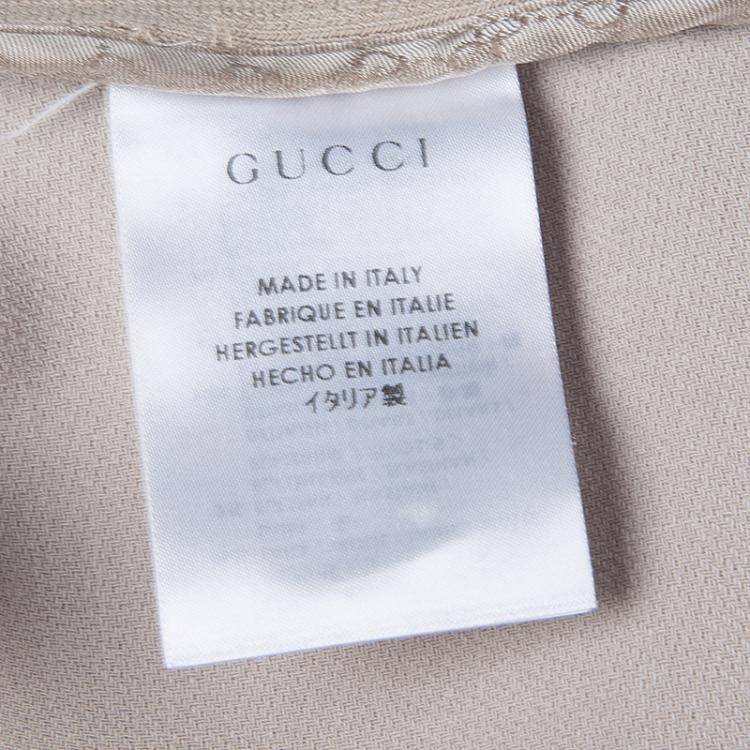 GUCCI
MADE IN ITALY
FABRIQUE EN ITALIE
HERGESTELLT IN ITALIEN
HECHO EN ITALIA
イタリア製